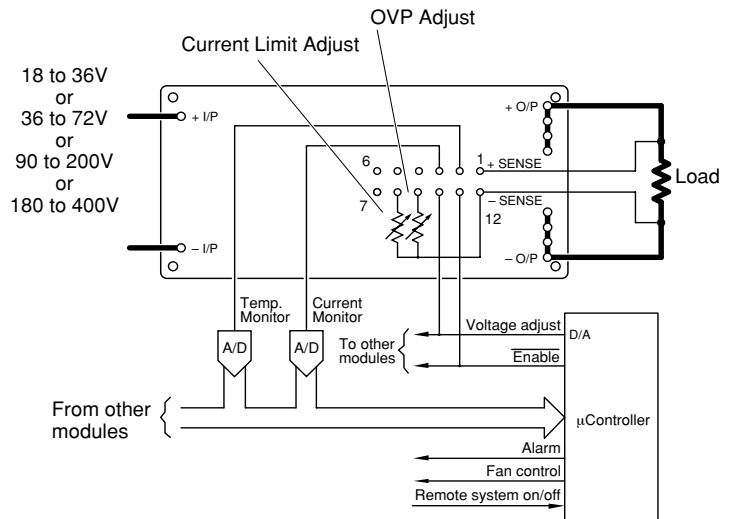 OVP Adjust
Current Limit Adjust
18 to 36V
or
36 to 72V
or
90 to 200V
or
180 to 400V
+ I/P
+ O/P
6
1
+ SENSE
Load
7
– SENSE
12
– I/P
– O/P
Temp.
Monitor
Current
Monitor
A/D
A/D
To other
modules
Voltage adjust
D/A
Enable
From other
modules
μController
Alarm
Fan control
Remote system on/off